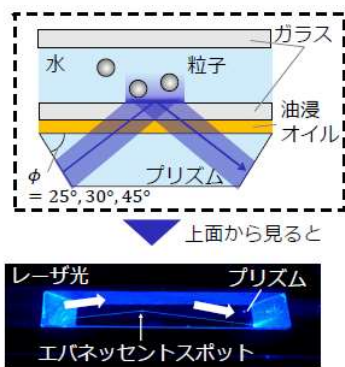 ガラス
水
粒子
油浸
オイル
プリズム
ϕ
= 25°, 30°, 45°
上面から見ると
レーザ光
プリズム
エバネッセントスポット